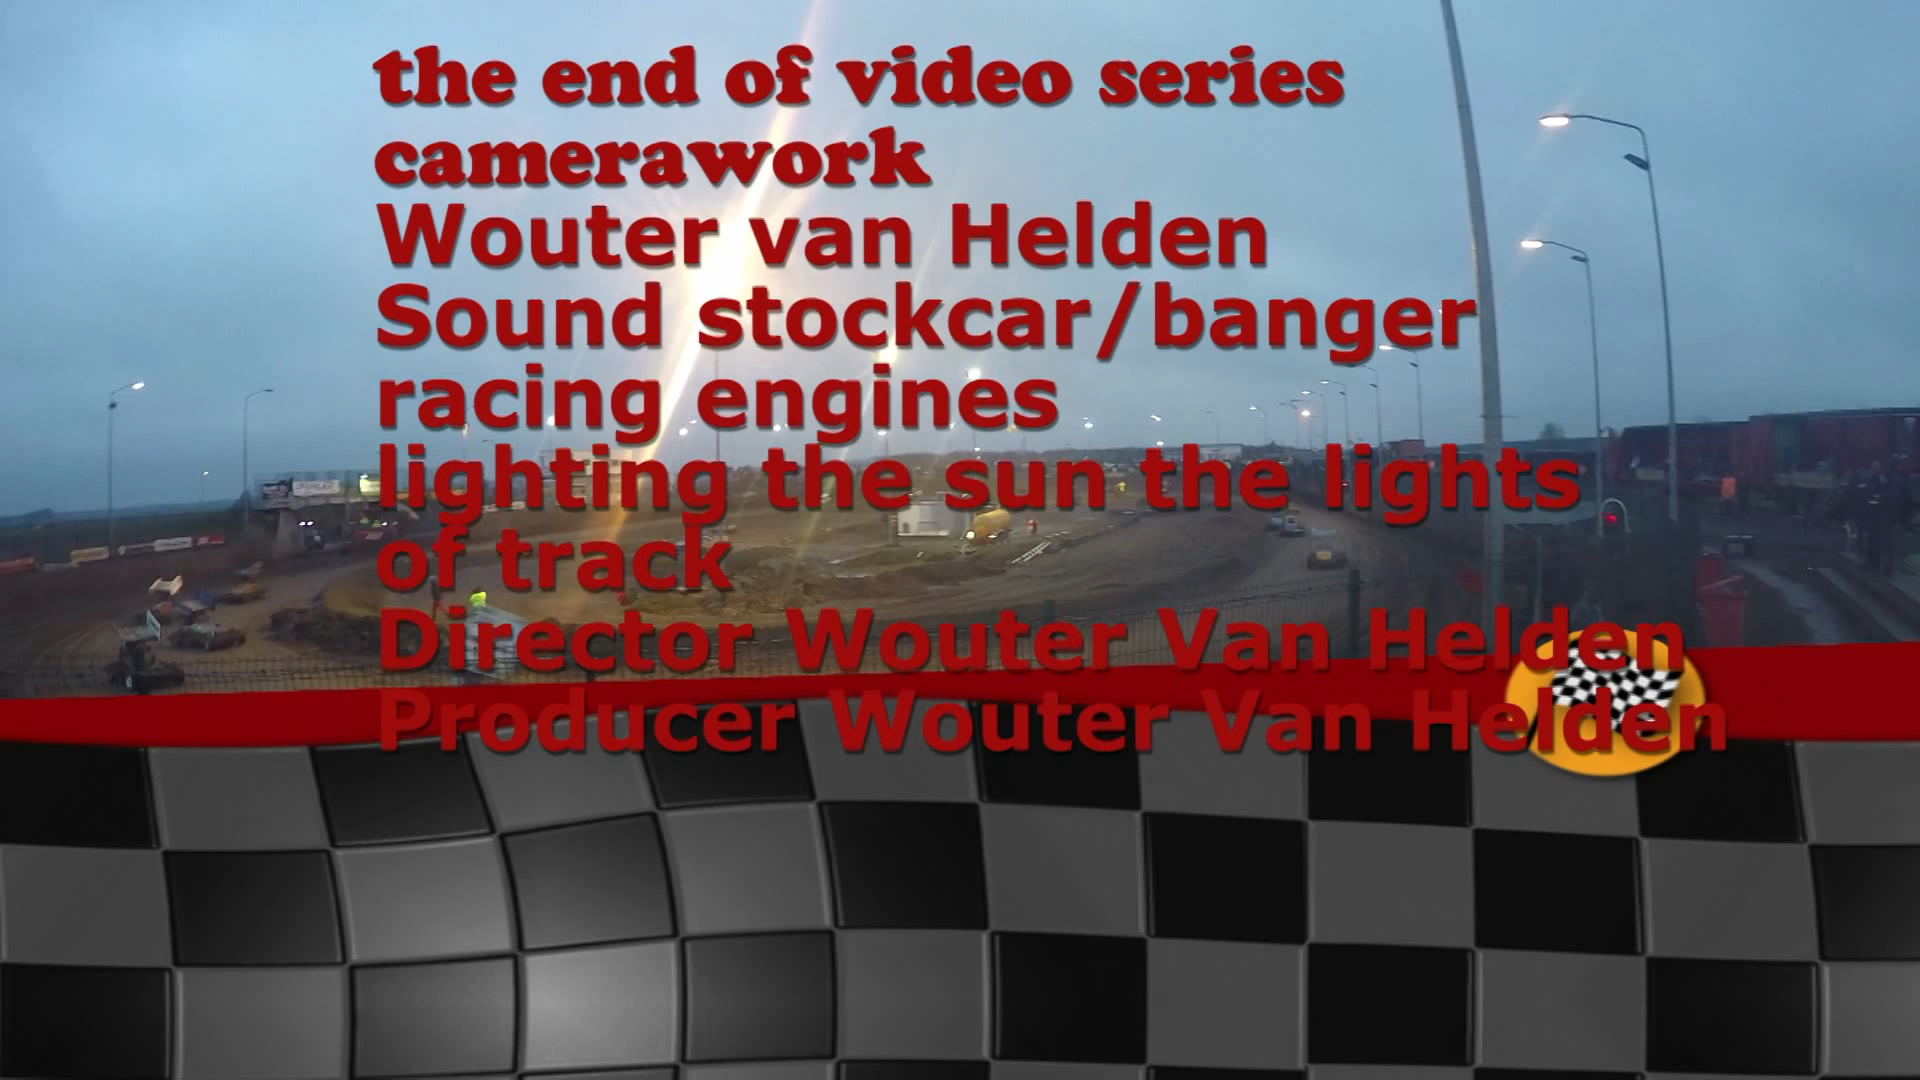 the end of video series
camerawork
Wouter van Helden
Sound stockcar/banger
racing engines
lighting the sun the lights
of track
Director Wouter Van Helden
Producer Wouter Van Helden